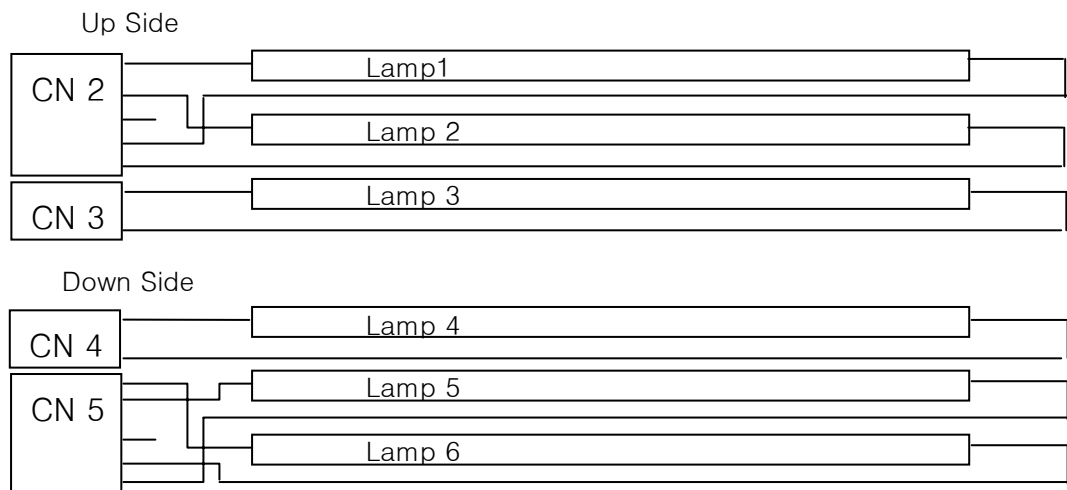 Up Side
CN 2
Lamp1
Lamp 2
CN 3
Lamp 3
Down Side
CN 4
Lamp 4
CN 5
Lamp 5
Lamp 6